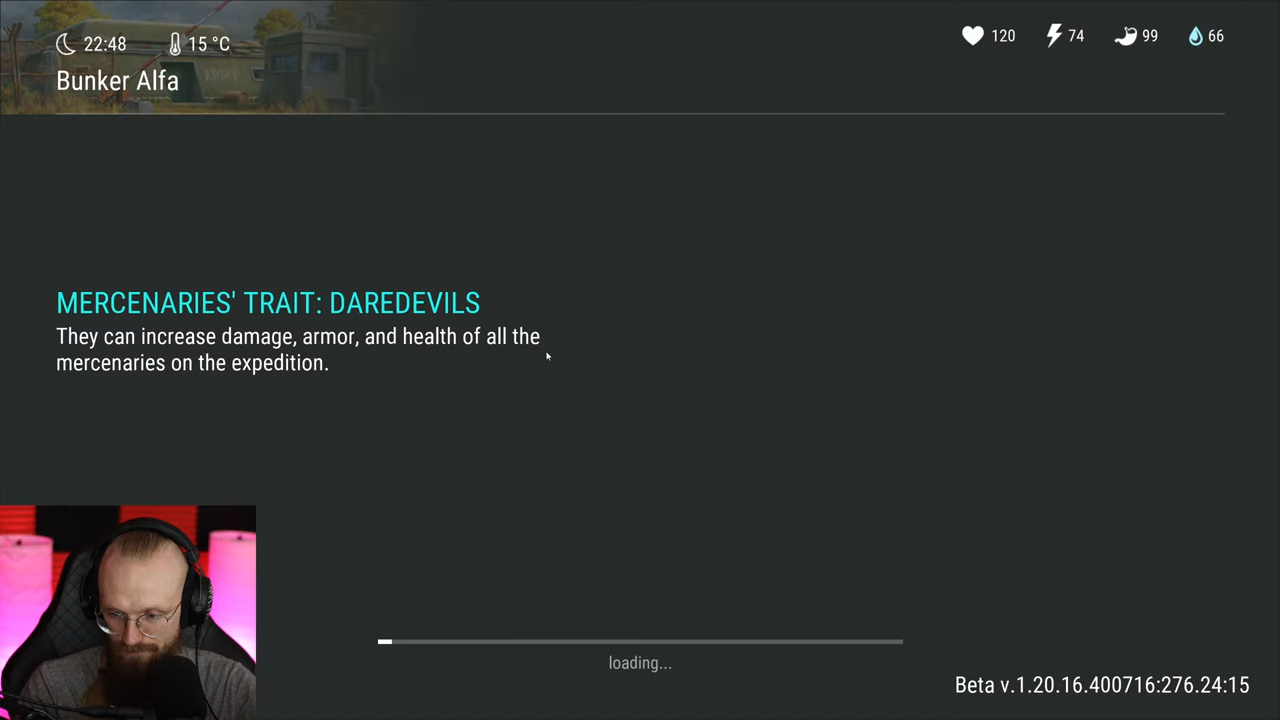 22:48 15 °C
120 74 99 66
Bunker Alfa
MERCENARIES' TRAIT: DAREDEVILS
They can increase damage, armor, and health of all the
mercenaries on the expedition.
loading...
Beta v.1.20.16.400716:276.24:15